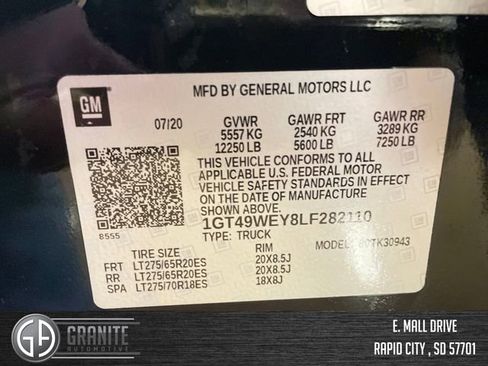 GM
MFD BY GENERAL MOTORS LLC
07/20
GVWR GAWR FRT GAWR RR
5557 KG 2540 KG 3289 KG
12250 LB 5600 LB 7250 LB
THIS VEHICLE CONFORMS TO ALL
APPLICABLE U.S. FEDERAL MOTOR
VEHICLE SAFETY STANDARDS IN EFFECT
ON THE DATE OF MANUFACTURE
SHOWN ABOVE.
1GT49WEY8LF282110
TYPE: TRUCK MODEL:
8555
TIRE SIZE RIM
FRT LT275/65R20ES 20X8.5J
RR LT275/65R20ES 20X8.5J
SPA LT275/70R18ES 18X8J
GA GRANITE
AUTOMOTIVE
E. MALL DRIVE
RAPID CITY , SD 57701